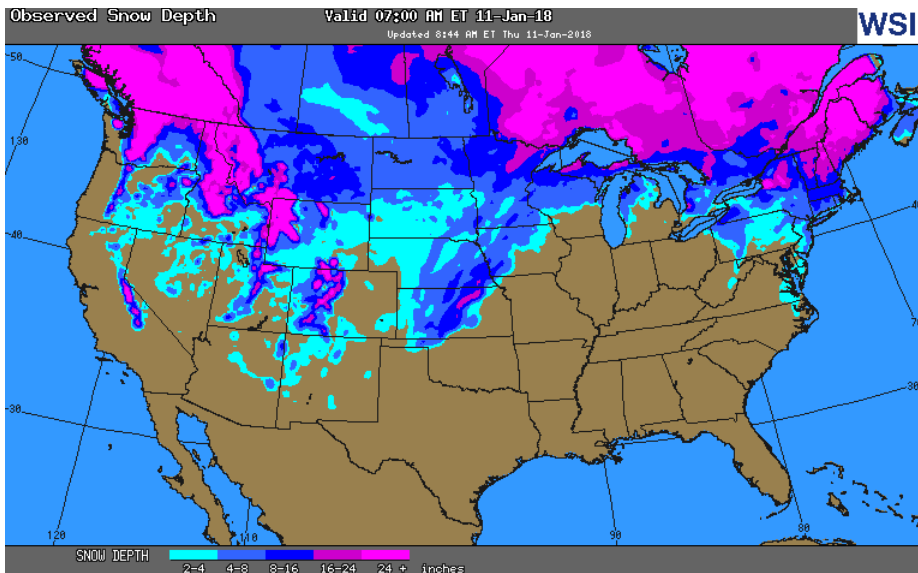 Observed Snow Depth
Valid 07:00 AM ET 11-Jan-18
WSI
Updated 8:44 AM ET Thu 11-Jan-2018
50
130
40
30
120
110
90
80
30
SNOW DEPTH
2-4 4-8 8-16 16-24 24 + inches